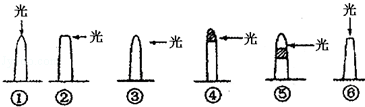 光 光 光 光 光 光
① ② ③ ④ ⑤ ⑥